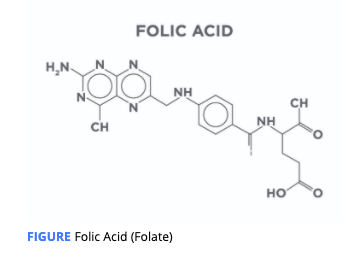 FOLIC ACID
H₂N
N
N
N
N
CH
NH
NH
CH
O
HO
O
FIGURE Folic Acid (Folate)